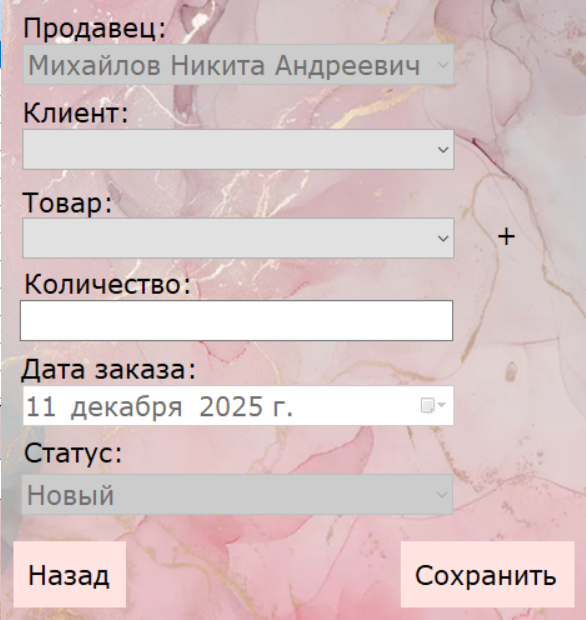 Продавец:
Михайлов Никита Андреевич
Клиент:
Товар:
+
Количество:
Дата заказа:
11 декабря 2025 г.
Статус:
Новый
Назад
Сохранить